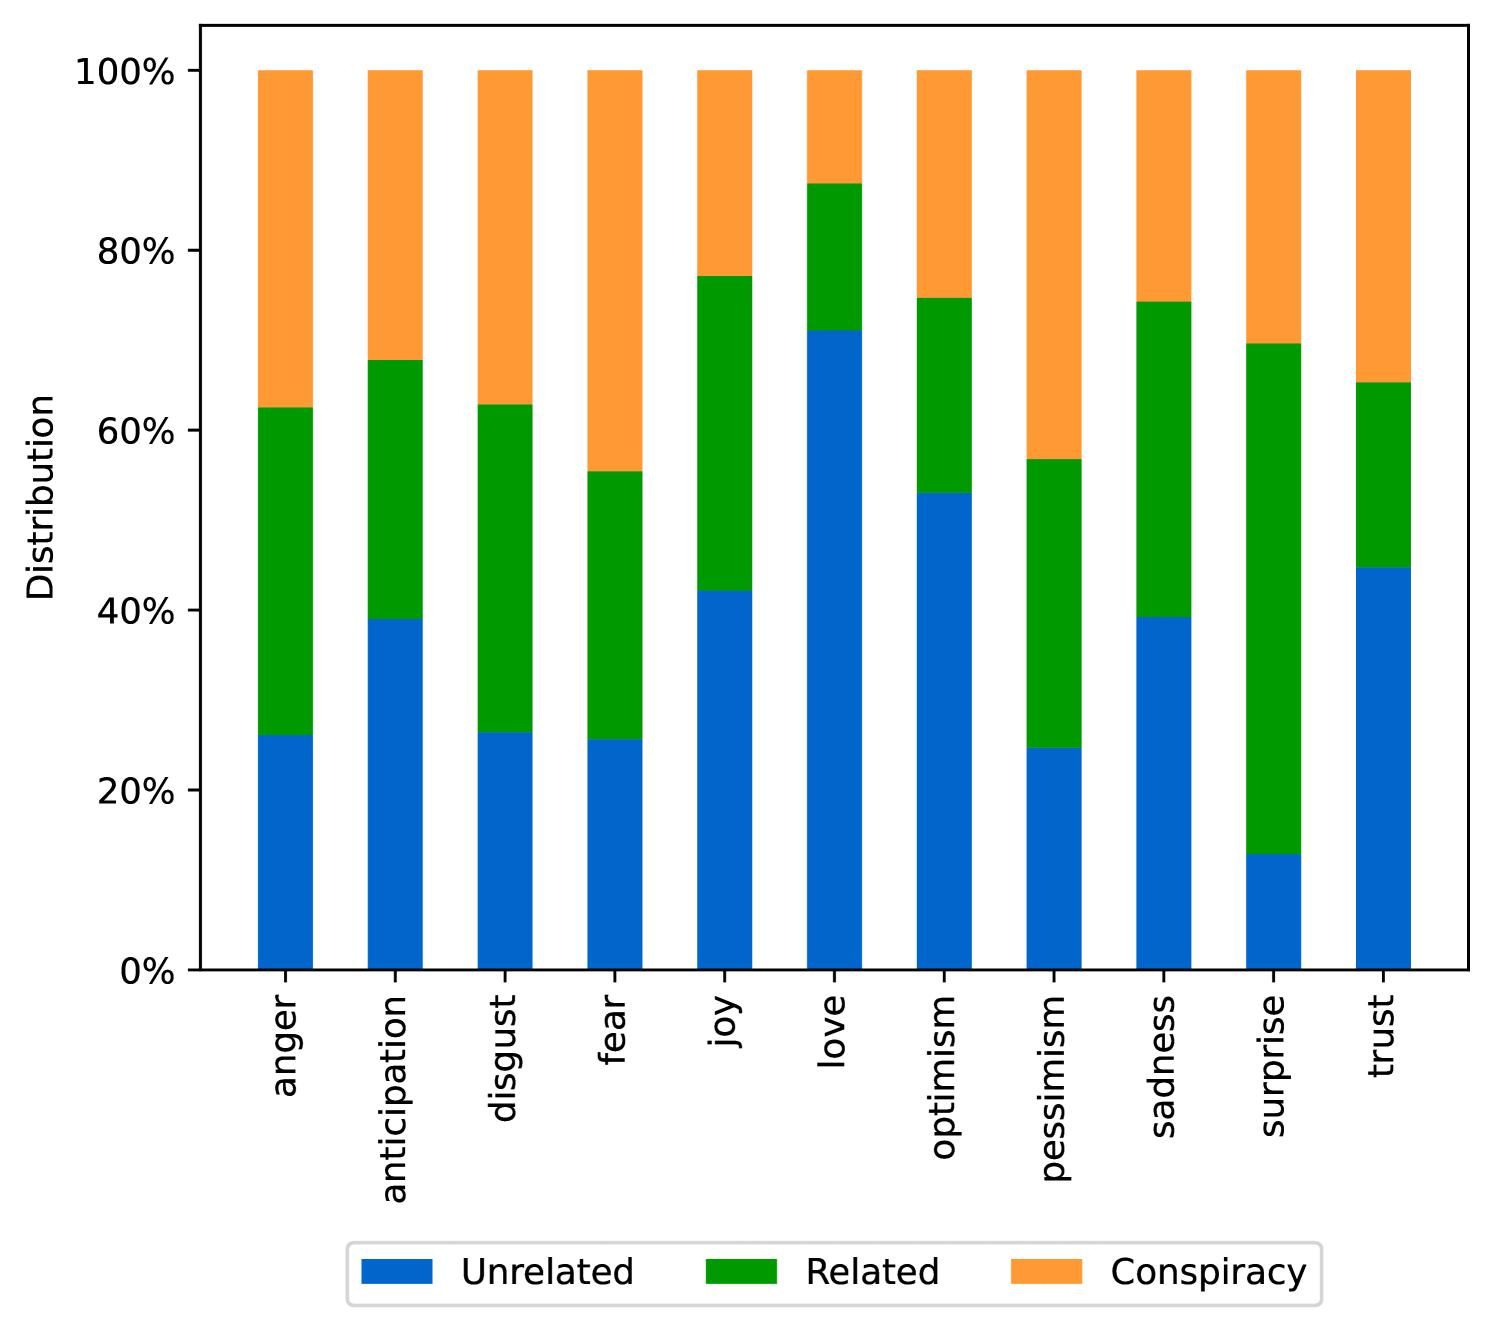 Distribution
100%
80%
60%
40%
20%
0%
anger
anticipation
disgust
fear
joy
love
optimism
pessimism
sadness
surprise
trust
Unrelated Related Conspiracy